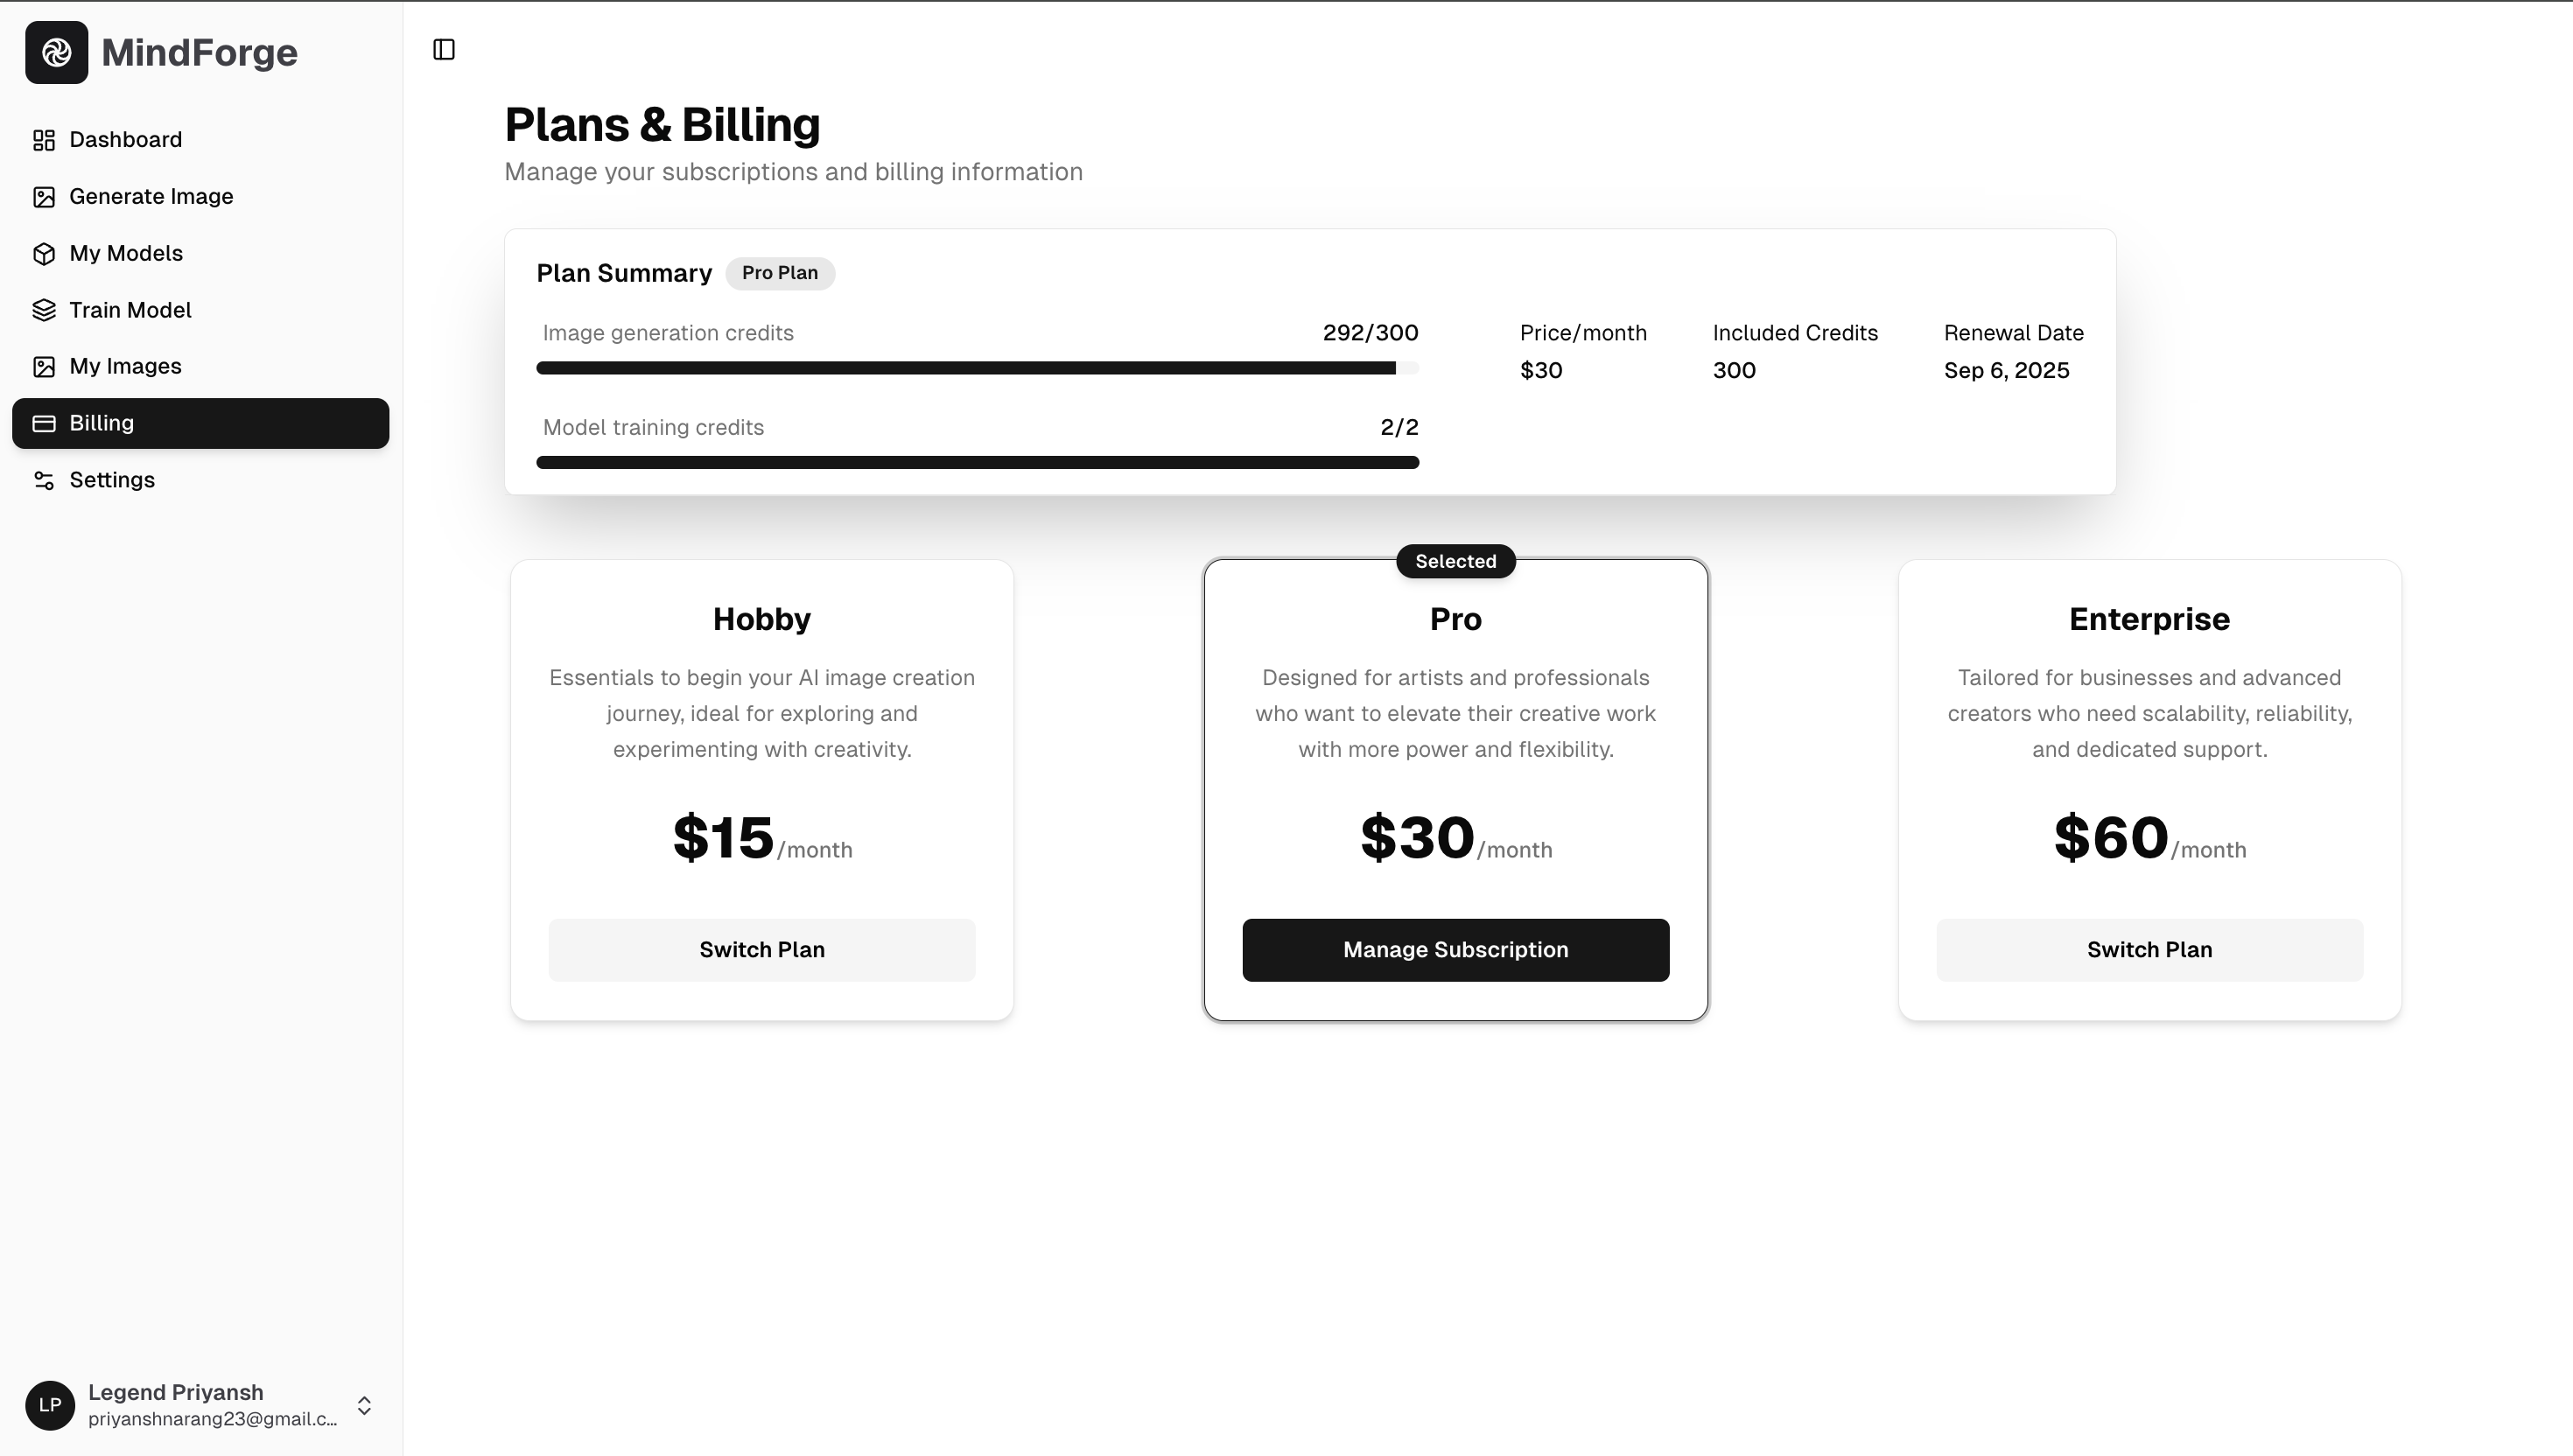 MindForge
Dashboard
Generate Image
My Models
Train Model
My Images
Billing
Settings
Plans & Billing
Manage your subscriptions and billing information
Plan Summary Pro Plan
Image generation credits 292/300
Price/month Included Credits Renewal Date
$30 300 Sep 6, 2025
Model training credits 2/2
Hobby
Essentials to begin your AI image creation
journey, ideal for exploring and
experimenting with creativity.
$15/month
Switch Plan
Selected
Pro
Designed for artists and professionals
who want to elevate their creative work
with more power and flexibility.
$30/month
Manage Subscription
Enterprise
Tailored for businesses and advanced
creators who need scalability, reliability,
and dedicated support.
$60/month
Switch Plan
LP
Legend Priyansh
priyanshnarang23@gmail.c...